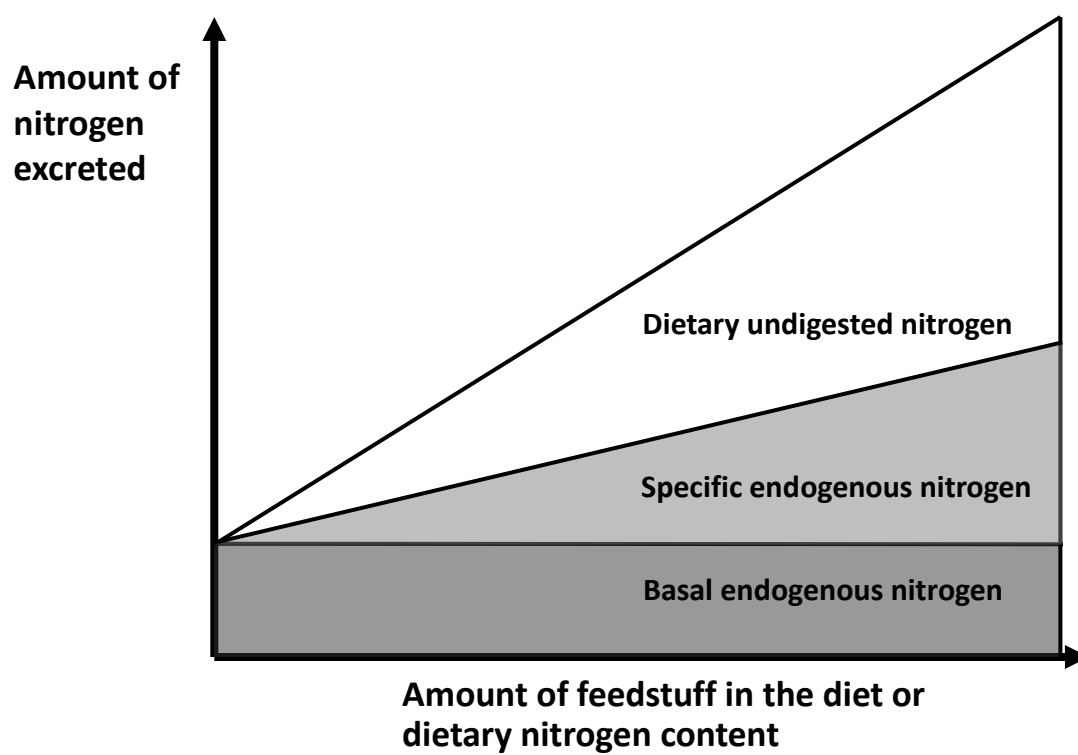 Amount of
nitrogen
excreted
Dietary undigested nitrogen
Specific endogenous nitrogen
Basal endogenous nitrogen
Amount of feedstuff in the diet or
dietary nitrogen content